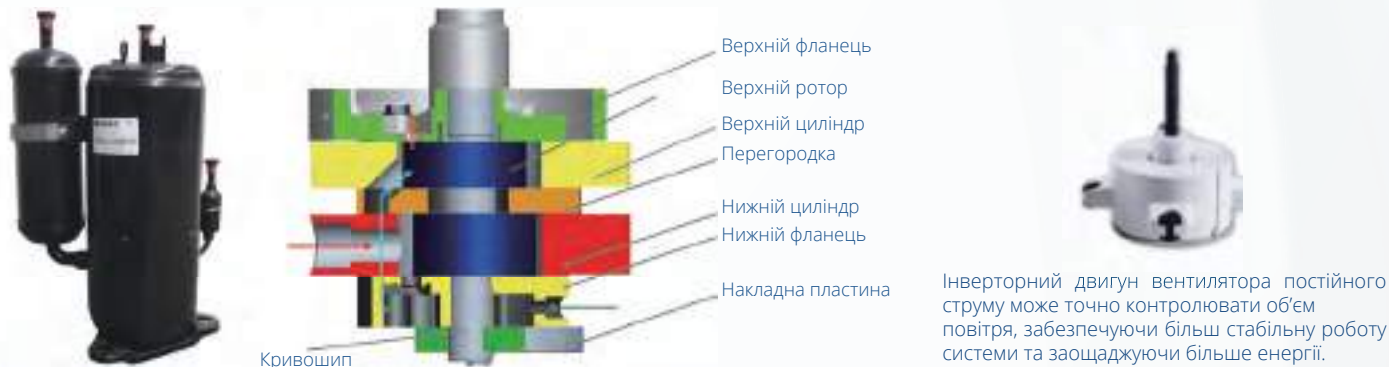 Верхній фланець
Верхній ротор
Верхній циліндр
Перегородка
Нижній циліндр
Нижній фланець
Накладна пластина
Кривошип
Інверторний двигун вентилятора постійного
струму може точно контролювати об’єм
повітря, забезпечуючи більш стабільну роботу
системи та заощаджуючи більше енергії.